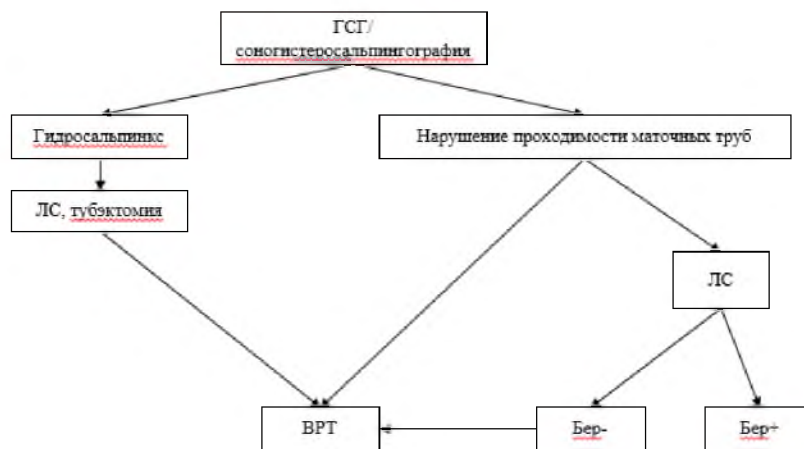 ГСГ/
соногистеросальпингография
Гидросальпинкс
Нарушение проходимости маточных труб
ЛС, тубэктомия
ЛС
ВРТ
Бер-
Бер+